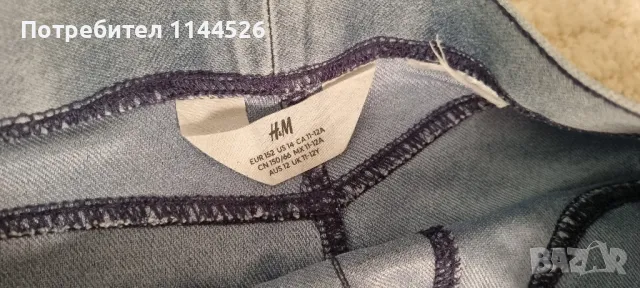 Потребител 1144526
H&M
EUR 152 US 14 CA 11-12A
CN 150/66 MX 11-12A
AUS 12 UK 11-12Y
BAZAR